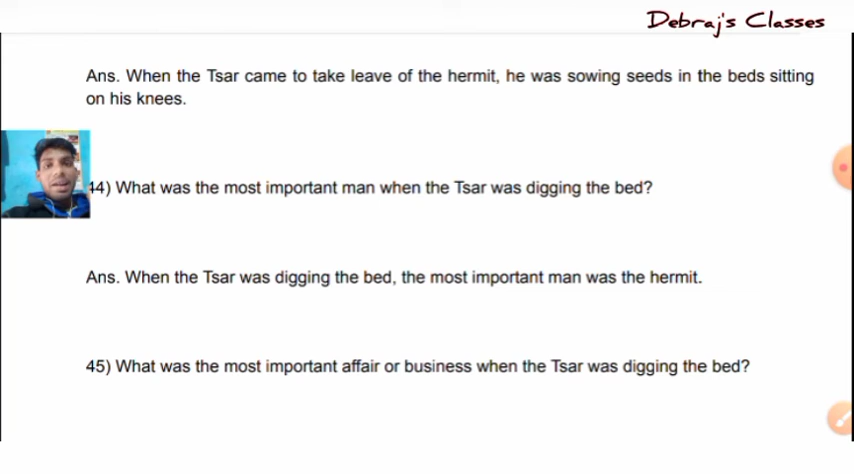 Debraj's Classes
Ans. When the Tsar came to take leave of the hermit, he was sowing seeds in the beds sitting
on his knees.
44) What was the most important man when the Tsar was digging the bed?
Ans. When the Tsar was digging the bed, the most important man was the hermit.
45) What was the most important affair or business when the Tsar was digging the bed?